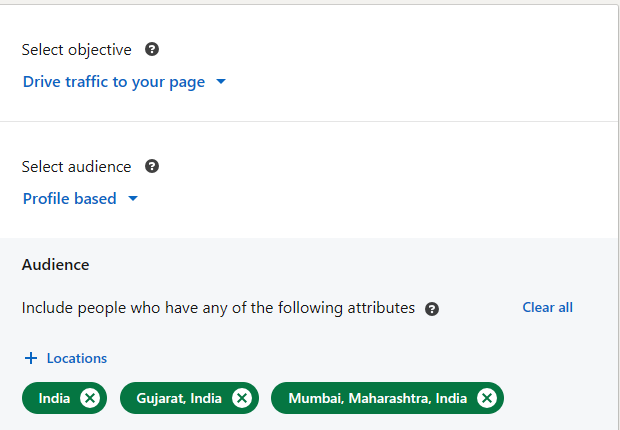 Select objective
Drive traffic to your page
Select audience
Profile based
Audience
Include people who have any of the following attributes Clear all
+ Locations
India
Gujarat, India
Mumbai, Maharashtra, India